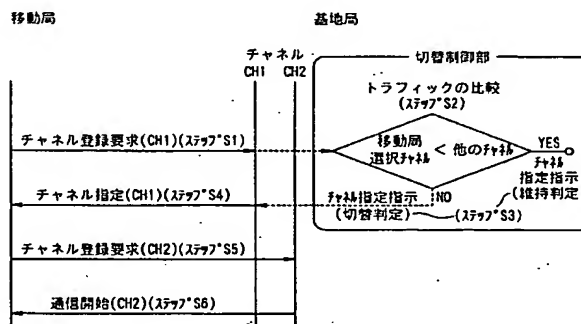 移動局
基地局
チャネル
CH1 CH2
切替制御部
トラフィックの比較
(ステップS2)
チャネル登録要求(CH1)(ステップS1)
移動局
選択チャネル < 他のチャネル
YES
チャネル
指定指示
(維持判定
チャネル指定(CH1)(ステップS4)
チャネル指定指示
(切替判定)
NO
(ステップS3)
チャネル登録要求(CH2)(ステップS5)
通信開始(CH2)(ステップS6)